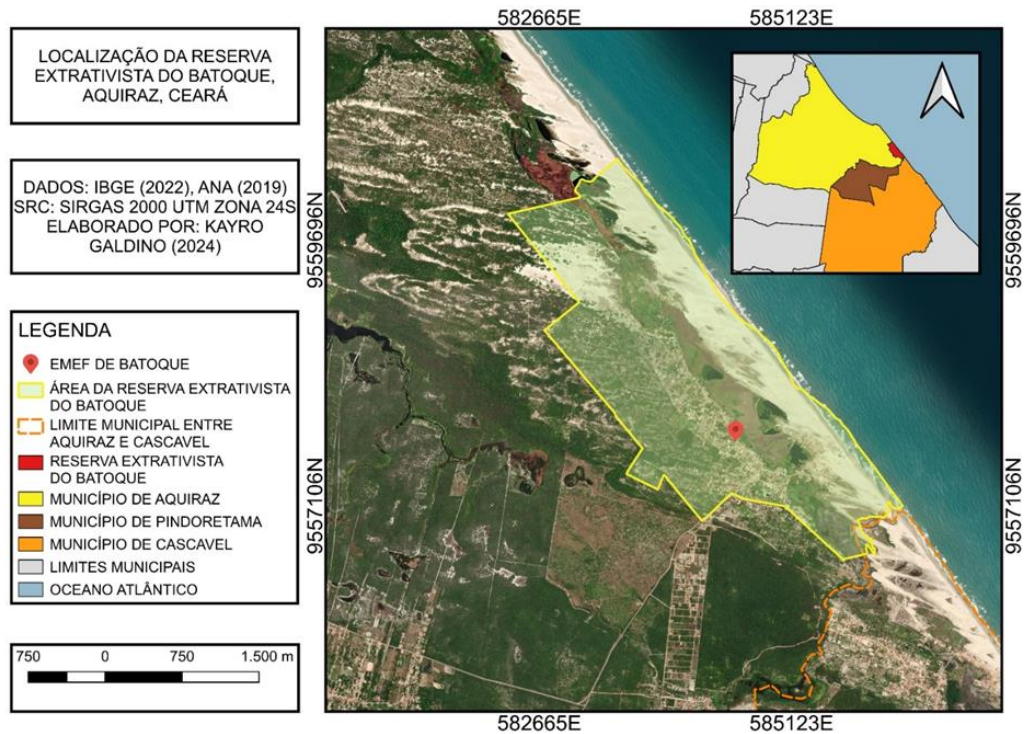 LOCALIZAÇÃO DA RESERVA
EXTRATIVISTA DO BATOQUE,
AQUIRAZ, CEARÁ
DADOS: IBGE (2022), ANA (2019)
SRC: SIRGAS 2000 UTM ZONA 24S
ELABORADO POR: KAYRO
GALDINO (2024)
LEGENDA
EMEF DE BATOQUE
ÁREA DA RESERVA EXTRATIVISTA
DO BATOQUE
LIMITE MUNICIPAL ENTRE
AQUIRAZ E CASCAVEL
RESERVA EXTRATIVISTA
DO BATOQUE
MUNICÍPIO DE AQUIRAZ
MUNICÍPIO DE PINDORETAMA
MUNICÍPIO DE CASCAVEL
LIMITES MUNICIPAIS
OCEANO ATLÂNTICO
750 0 750 1.500 m
582665E 585123E
9559696N 9559696N
9557106N 9557106N
582665E 585123E